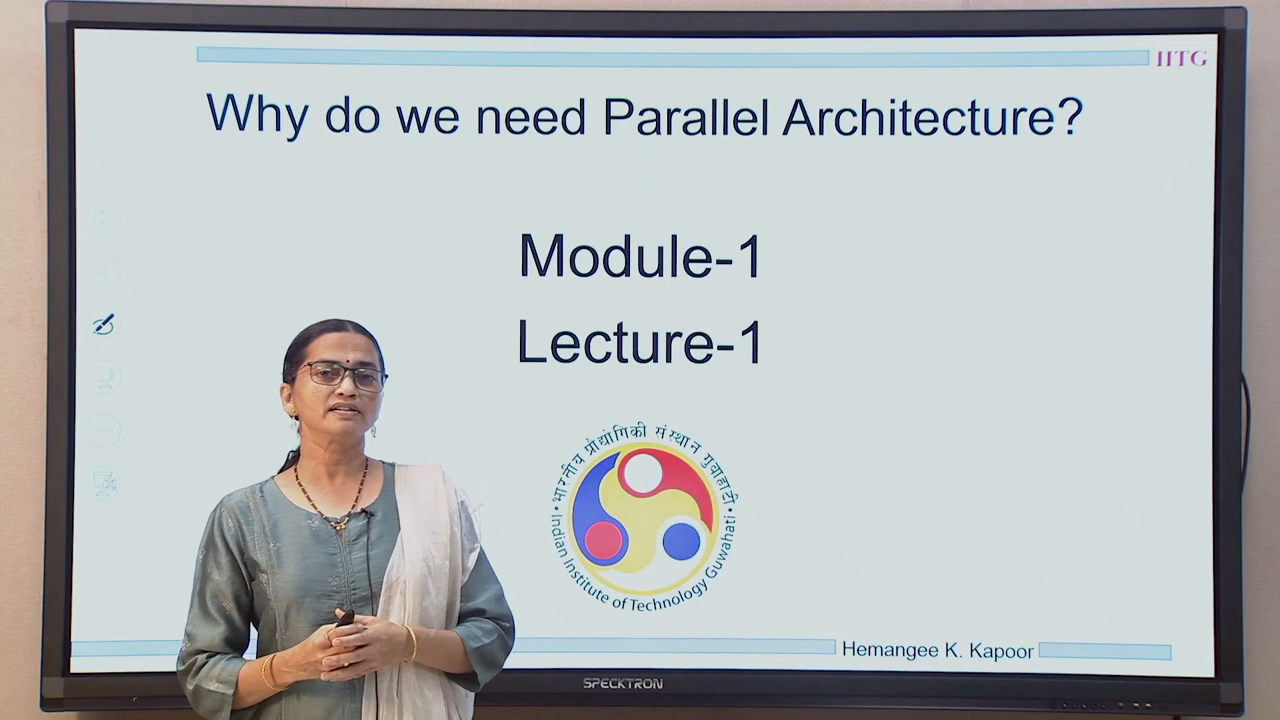 IITG
Why do we need Parallel Architecture?
Module-1
Lecture-1
भारतीय प्रौद्योगिकी संस्थान गुवाहाटी
Indian Institute of Technology Guwahati
Hemangee K. Kapoor
SPECKTRON